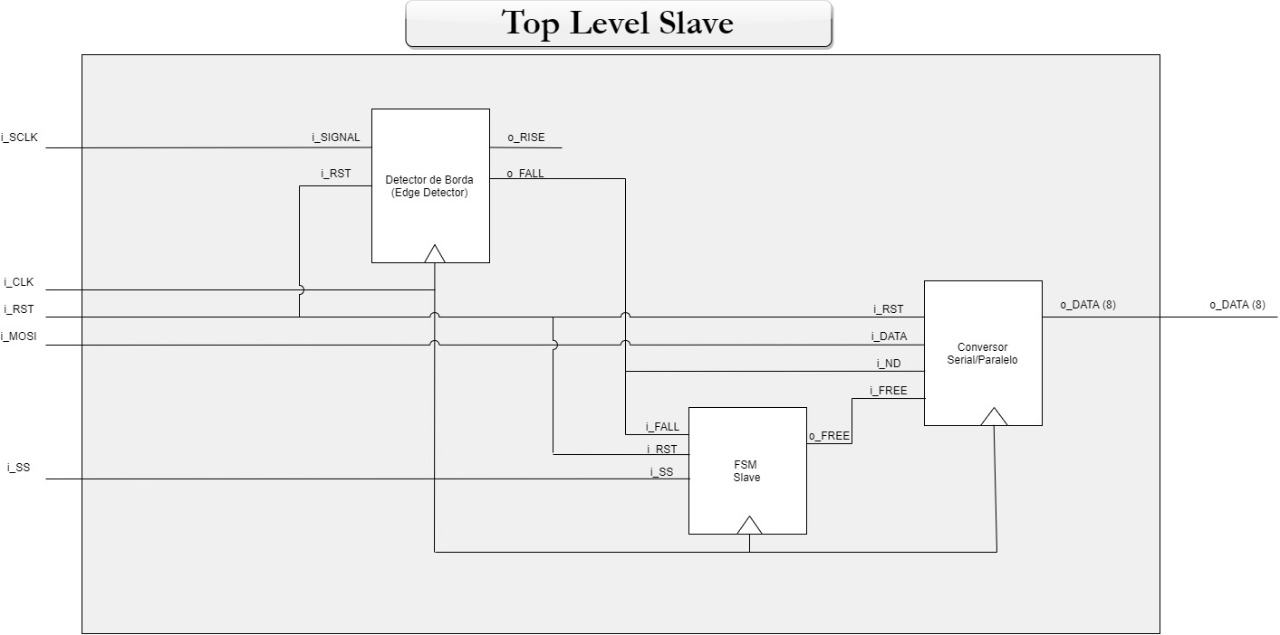 Top Level Slave
i_SCLK
i_SIGNAL
o_RISE
i_RST
o_FALL
Detector de Borda
(Edge Detector)
i_CLK
i_RST
i_MOSI
i_RST
o_DATA (8)
o_DATA (8)
i_DATA
Conversor
Serial/Paralelo
i_ND
i_FREE
i_FALL
o_FREE
i_RST
i_SS
i_SS
FSM
Slave